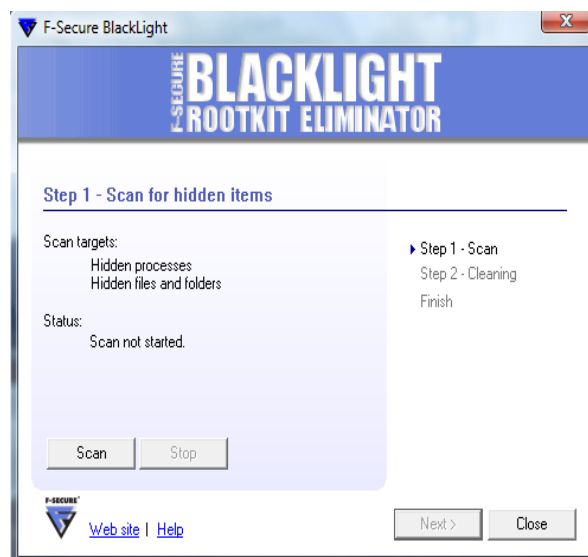 F-Secure BlackLight
F-SECURE
BLACKLIGHT
ROOTKIT ELIMINATOR
Step 1 - Scan for hidden items
Scan targets:
Hidden processes
Hidden files and folders
Status:
Scan not started.
Step 1 - Scan
Step 2 - Cleaning
Finish
Scan
Stop
F-SECURE
Web site | Help
Next >
Close